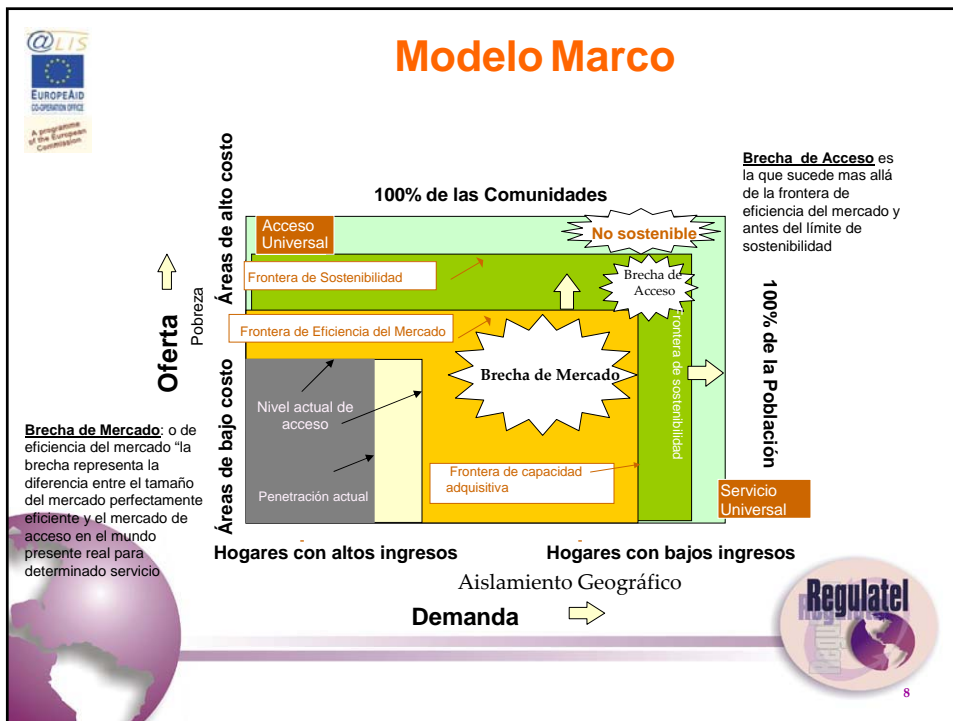 @LIS
EUROPEAID
CO-OPERATION OFFICE
A programme
of the European
Commission
Modelo Marco
Brecha de Acceso es
la que sucede mas allá
de la frontera de
eficiencia del mercado y
antes del límite de
sostenibilidad
100% de las Comunidades
Áreas de alto costo
Acceso
Universal
No sostenible
Frontera de Sostenibilidad
Brecha de
Acceso
Oferta
Pobreza
Frontera de Eficiencia del Mercado
Brecha de Mercado
Frontera de sostenibilidad
100% de la Población
Áreas de bajo costo
Nivel actual de
acceso
Penetración actual
Frontera de capacidad
adquisitiva
Servicio
Universal
Brecha de Mercado: o de
eficiencia del mercado “la
brecha representa la
diferencia entre el tamaño
del mercado perfectamente
eficiente y el mercado de
acceso en el mundo
presente real para
determinado servicio
Hogares con altos ingresos
Hogares con bajos ingresos
Aislamiento Geográfico
Demanda
Regulatel
8